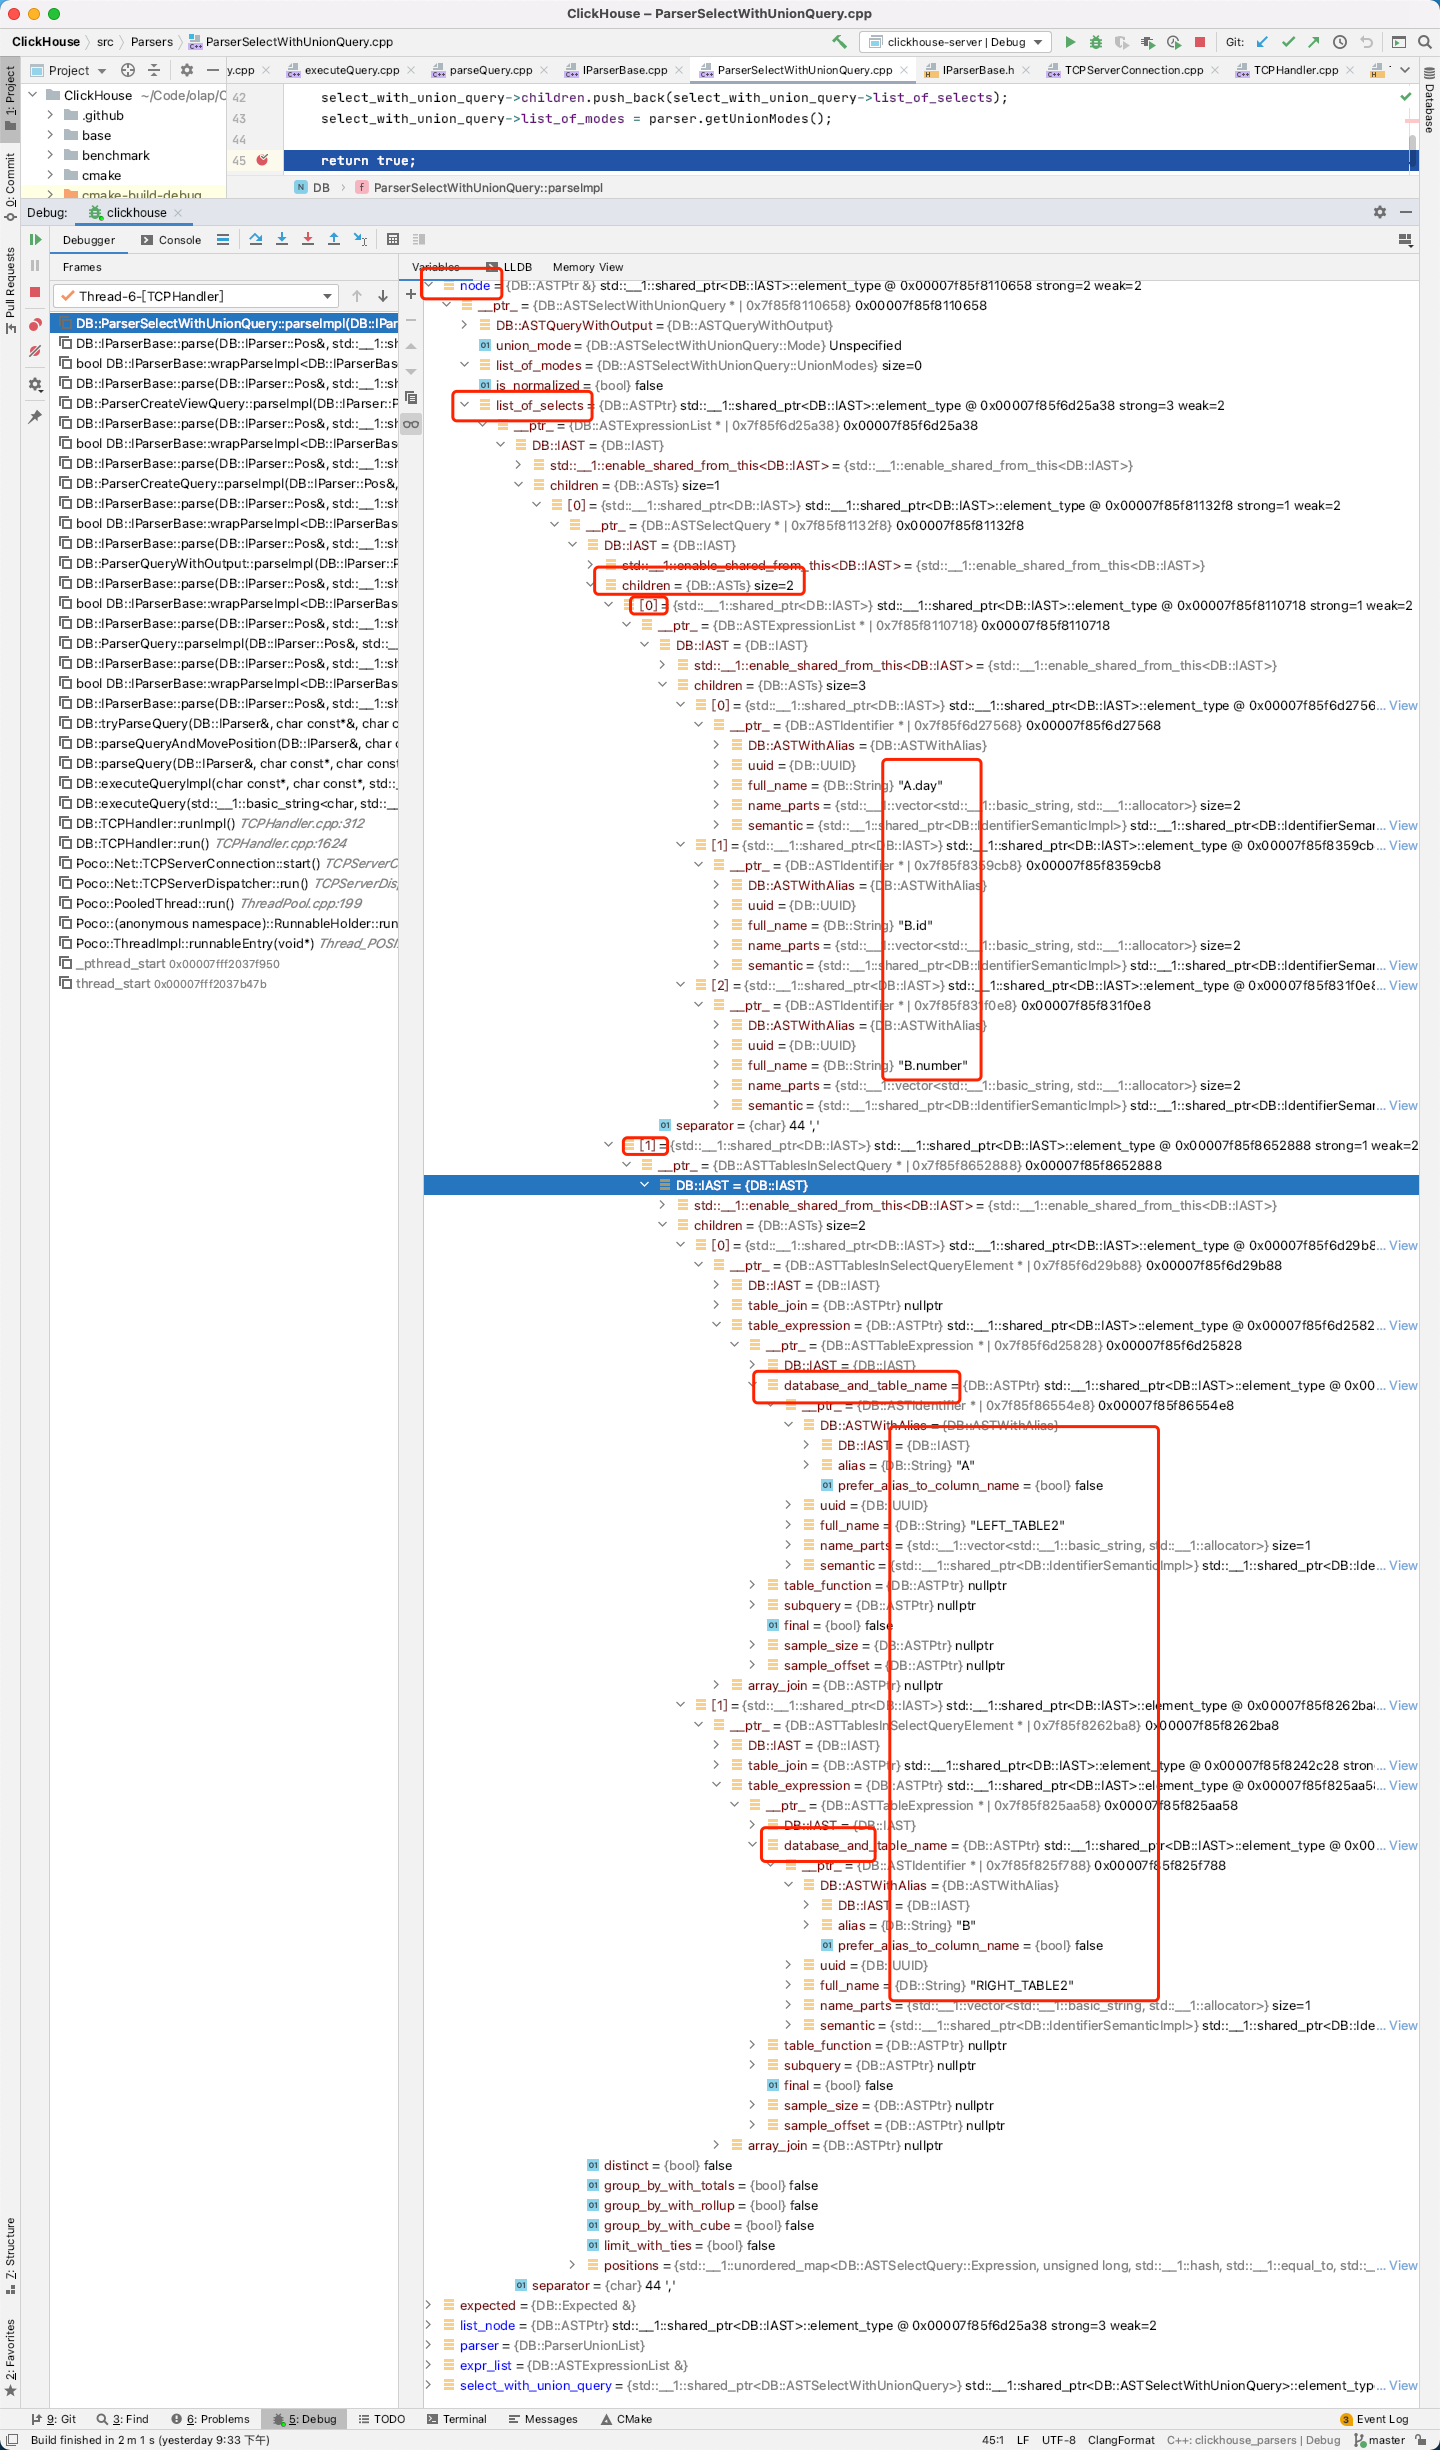 ClickHouse – ParserSelectWithUnionQuery.cpp
ClickHouse src Parsers ParserSelectWithUnionQuery.cpp
clickhouse-server | Debug
Git:
Project
y.cpp executeQuery.cpp parseQuery.cpp IParserBase.cpp ParserSelectWithUnionQuery.cpp IParserBase.h TCPServerConnection.cpp TCPHandler.cpp
1: Project
0: Commit
Pull Requests
Database
ClickHouse ~/Code/olap/C
.github
base
benchmark
cmake
cmake-build-debug
42 select_with_union_query->children.push_back(select_with_union_query->list_of_selects);
43 select_with_union_query->list_of_modes = parser.getUnionModes();
44
45 return true;
DB ParserSelectWithUnionQuery::parseImpl
Debug: clickhouse
Debugger Console
Frames
Variables LLDB Memory View
Thread-6-[TCPHandler]
DB::ParserSelectWithUnionQuery::parseImpl(DB::IPar
DB::IParserBase::parse(DB::IParser::Pos&, std::__1::sh
bool DB::IParserBase::wrapParseImpl<DB::IParserBase
DB::IParserBase::parse(DB::IParser::Pos&, std::__1::sh
DB::ParserCreateViewQuery::parseImpl(DB::IParser::P
DB::IParserBase::parse(DB::IParser::Pos&, std::__1::sh
bool DB::IParserBase::wrapParseImpl<DB::IParserBase
DB::IParserBase::parse(DB::IParser::Pos&, std::__1::sh
DB::ParserCreateQuery::parseImpl(DB::IParser::Pos&,
DB::IParserBase::parse(DB::IParser::Pos&, std::__1::sh
bool DB::IParserBase::wrapParseImpl<DB::IParserBase
DB::IParserBase::parse(DB::IParser::Pos&, std::__1::sh
DB::ParserQueryWithOutput::parseImpl(DB::IParser::P
DB::IParserBase::parse(DB::IParser::Pos&, std::__1::sh
bool DB::IParserBase::wrapParseImpl<DB::IParserBase
DB::IParserBase::parse(DB::IParser::Pos&, std::__1::sh
DB::ParserQuery::parseImpl(DB::IParser::Pos&, std::__
DB::IParserBase::parse(DB::IParser::Pos&, std::__1::sh
bool DB::IParserBase::wrapParseImpl<DB::IParserBase
DB::IParserBase::parse(DB::IParser::Pos&, std::__1::sh
DB::tryParseQuery(DB::IParser&, char const*&, char c
DB::parseQueryAndMovePosition(DB::IParser&, char c
DB::parseQuery(DB::IParser&, char const*, char const
DB::executeQueryImpl(char const*, char const*, std::
DB::executeQuery(std::__1::basic_string<char, std::__
DB::TCPHandler::runImpl() TCPHandler.cpp:312
DB::TCPHandler::run() TCPHandler.cpp:1624
Poco::Net::TCPServerConnection::start() TCPServerC
Poco::Net::TCPServerDispatcher::run() TCPServerDis
Poco::PooledThread::run() ThreadPool.cpp:199
Poco::(anonymous namespace)::RunnableHolder::run
Poco::ThreadImpl::runnableEntry(void*) Thread_POSI
_pthread_start 0x00007fff2037f950
thread_start 0x00007fff2037b47b
node = {DB::ASTPtr &} std::__1::shared_ptr<DB::IAST>::element_type @ 0x00007f85f8110658 strong=2 weak=2
__ptr_ = {DB::ASTSelectWithUnionQuery * | 0x7f85f8110658} 0x00007f85f8110658
DB::ASTQueryWithOutput = {DB::ASTQueryWithOutput}
union_mode = {DB::ASTSelectWithUnionQuery::Mode} Unspecified
list_of_modes = {DB::ASTSelectWithUnionQuery::UnionModes} size=0
is_normalized = {bool} false
list_of_selects = {DB::ASTPtr} std::__1::shared_ptr<DB::IAST>::element_type @ 0x00007f85f6d25a38 strong=3 weak=2
__ptr_ = {DB::ASTExpressionList * | 0x7f85f6d25a38} 0x00007f85f6d25a38
DB::IAST = {DB::IAST}
std::__1::enable_shared_from_this<DB::IAST> = {std::__1::enable_shared_from_this<DB::IAST>}
children = {DB::ASTs} size=1
[0] = {std::__1::shared_ptr<DB::IAST>} std::__1::shared_ptr<DB::IAST>::element_type @ 0x00007f85f81132f8 strong=1 weak=2
__ptr_ = {DB::ASTSelectQuery * | 0x7f85f81132f8} 0x00007f85f81132f8
DB::IAST = {DB::IAST}
std::__1::enable_shared_from_this<DB::IAST> = {std::__1::enable_shared_from_this<DB::IAST>}
children = {DB::ASTs} size=2
[0] = {std::__1::shared_ptr<DB::IAST>} std::__1::shared_ptr<DB::IAST>::element_type @ 0x00007f85f8110718 strong=1 weak=2
__ptr_ = {DB::ASTExpressionList * | 0x7f85f8110718} 0x00007f85f8110718
DB::IAST = {DB::IAST}
std::__1::enable_shared_from_this<DB::IAST> = {std::__1::enable_shared_from_this<DB::IAST>}
children = {DB::ASTs} size=3
[0] = {std::__1::shared_ptr<DB::IAST>} std::__1::shared_ptr<DB::IAST>::element_type @ 0x00007f85f6d2756… View
__ptr_ = {DB::ASTIdentifier * | 0x7f85f6d27568} 0x00007f85f6d27568
DB::ASTWithAlias = {DB::ASTWithAlias}
uuid = {DB::UUID}
full_name = {DB::String} "A.day"
name_parts = {std::__1::vector<std::__1::basic_string, std::__1::allocator>} size=2
semantic = {std::__1::shared_ptr<DB::IdentifierSemanticImpl>} std::__1::shared_ptr<DB::IdentifierSemar… View
[1] = {std::__1::shared_ptr<DB::IAST>} std::__1::shared_ptr<DB::IAST>::element_type @ 0x00007f85f8359cb… View
__ptr_ = {DB::ASTIdentifier * | 0x7f85f8359cb8} 0x00007f85f8359cb8
DB::ASTWithAlias = {DB::ASTWithAlias}
uuid = {DB::UUID}
full_name = {DB::String} "B.id"
name_parts = {std::__1::vector<std::__1::basic_string, std::__1::allocator>} size=2
semantic = {std::__1::shared_ptr<DB::IdentifierSemanticImpl>} std::__1::shared_ptr<DB::IdentifierSemar… View
[2] = {std::__1::shared_ptr<DB::IAST>} std::__1::shared_ptr<DB::IAST>::element_type @ 0x00007f85f831f0e8… View
__ptr_ = {DB::ASTIdentifier * | 0x7f85f831f0e8} 0x00007f85f831f0e8
DB::ASTWithAlias = {DB::ASTWithAlias}
uuid = {DB::UUID}
full_name = {DB::String} "B.number"
name_parts = {std::__1::vector<std::__1::basic_string, std::__1::allocator>} size=2
semantic = {std::__1::shared_ptr<DB::IdentifierSemanticImpl>} std::__1::shared_ptr<DB::IdentifierSemar… View
separator = {char} 44 ','
[1] = {std::__1::shared_ptr<DB::IAST>} std::__1::shared_ptr<DB::IAST>::element_type @ 0x00007f85f8652888 strong=1 weak=2
__ptr_ = {DB::ASTTablesInSelectQuery * | 0x7f85f8652888} 0x00007f85f8652888
DB::IAST = {DB::IAST}
std::__1::enable_shared_from_this<DB::IAST> = {std::__1::enable_shared_from_this<DB::IAST>}
children = {DB::ASTs} size=2
[0] = {std::__1::shared_ptr<DB::IAST>} std::__1::shared_ptr<DB::IAST>::element_type @ 0x00007f85f6d29b8… View
__ptr_ = {DB::ASTTablesInSelectQueryElement * | 0x7f85f6d29b88} 0x00007f85f6d29b88
DB::IAST = {DB::IAST}
table_join = {DB::ASTPtr} nullptr
table_expression = {DB::ASTPtr} std::__1::shared_ptr<DB::IAST>::element_type @ 0x00007f85f6d2582… View
__ptr_ = {DB::ASTTableExpression * | 0x7f85f6d25828} 0x00007f85f6d25828
DB::IAST = {DB::IAST}
database_and_table_name = {DB::ASTPtr} std::__1::shared_ptr<DB::IAST>::element_type @ 0x00… View
__ptr_ = {DB::ASTIdentifier * | 0x7f85f86554e8} 0x00007f85f86554e8
DB::ASTWithAlias = {DB::ASTWithAlias}
DB::IAST = {DB::IAST}
alias = {DB::String} "A"
prefer_alias_to_column_name = {bool} false
uuid = {DB::UUID}
full_name = {DB::String} "LEFT_TABLE2"
name_parts = {std::__1::vector<std::__1::basic_string, std::__1::allocator>} size=1
semantic = {std::__1::shared_ptr<DB::IdentifierSemanticImpl>} std::__1::shared_ptr<DB::Ide… View
table_function = {DB::ASTPtr} nullptr
subquery = {DB::ASTPtr} nullptr
final = {bool} false
sample_size = {DB::ASTPtr} nullptr
sample_offset = {DB::ASTPtr} nullptr
array_join = {DB::ASTPtr} nullptr
[1] = {std::__1::shared_ptr<DB::IAST>} std::__1::shared_ptr<DB::IAST>::element_type @ 0x00007f85f8262ba8… View
__ptr_ = {DB::ASTTablesInSelectQueryElement * | 0x7f85f8262ba8} 0x00007f85f8262ba8
DB::IAST = {DB::IAST}
table_join = {DB::ASTPtr} std::__1::shared_ptr<DB::IAST>::element_type @ 0x00007f85f8242c28 stron… View
table_expression = {DB::ASTPtr} std::__1::shared_ptr<DB::IAST>::element_type @ 0x00007f85f825aa58… View
__ptr_ = {DB::ASTTableExpression * | 0x7f85f825aa58} 0x00007f85f825aa58
DB::IAST = {DB::IAST}
database_and_table_name = {DB::ASTPtr} std::__1::shared_ptr<DB::IAST>::element_type @ 0x00… View
__ptr_ = {DB::ASTIdentifier * | 0x7f85f825f788} 0x00007f85f825f788
DB::ASTWithAlias = {DB::ASTWithAlias}
DB::IAST = {DB::IAST}
alias = {DB::String} "B"
prefer_alias_to_column_name = {bool} false
uuid = {DB::UUID}
full_name = {DB::String} "RIGHT_TABLE2"
name_parts = {std::__1::vector<std::__1::basic_string, std::__1::allocator>} size=1
semantic = {std::__1::shared_ptr<DB::IdentifierSemanticImpl>} std::__1::shared_ptr<DB::Ide… View
table_function = {DB::ASTPtr} nullptr
subquery = {DB::ASTPtr} nullptr
final = {bool} false
sample_size = {DB::ASTPtr} nullptr
sample_offset = {DB::ASTPtr} nullptr
array_join = {DB::ASTPtr} nullptr
distinct = {bool} false
group_by_with_totals = {bool} false
group_by_with_rollup = {bool} false
group_by_with_cube = {bool} false
limit_with_ties = {bool} false
positions = {std::__1::unordered_map<DB::ASTSelectQuery::Expression, unsigned long, std::__1::hash, std::__1::equal_to, std::__… View
separator = {char} 44 ','
expected = {DB::Expected &}
list_node = {DB::ASTPtr} std::__1::shared_ptr<DB::IAST>::element_type @ 0x00007f85f6d25a38 strong=3 weak=2
parser = {DB::ParserUnionList}
expr_list = {DB::ASTExpressionList &}
select_with_union_query = {std::__1::shared_ptr<DB::ASTSelectWithUnionQuery>} std::__1::shared_ptr<DB::ASTSelectWithUnionQuery>::element_typ… View
Z: Structure
2: Favorites
9: Git 3: Find 6: Problems 5: Debug TODO Terminal Messages CMake 3 Event Log
Build finished in 2 m 1 s (yesterday 9:33 下午) 45:1 LF UTF-8 ClangFormat C++: clickhouse_parsers | Debug master